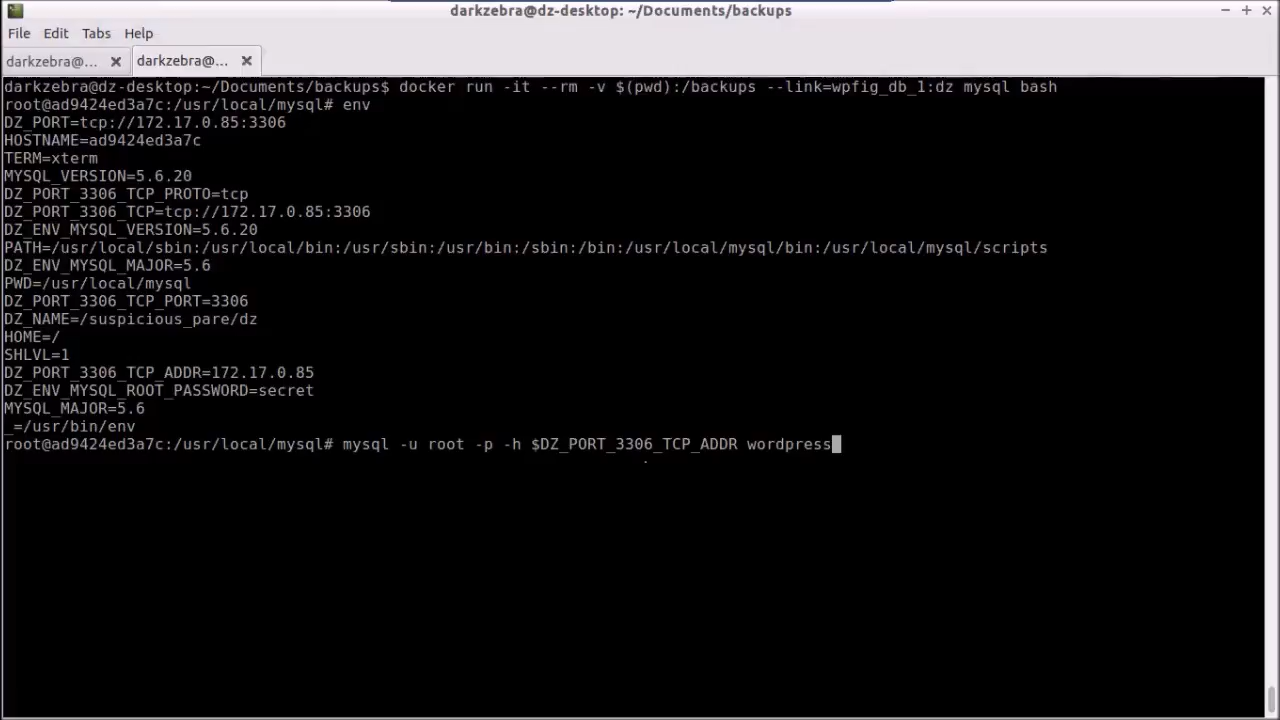 darkzebra@dz-desktop: ~/Documents/backups
File Edit Tabs Help
darkzebra@... darkzebra@...
darkzebra@dz-desktop:~/Documents/backups$ docker run -it --rm -v $(pwd):/backups --link=wpfig_db_1:dz mysql bash
root@ad9424ed3a7c:/usr/local/mysql# env
DZ_PORT=tcp://172.17.0.85:3306
HOSTNAME=ad9424ed3a7c
TERM=xterm
MYSQL_VERSION=5.6.20
DZ_PORT_3306_TCP_PROTO=tcp
DZ_PORT_3306_TCP=tcp://172.17.0.85:3306
DZ_ENV_MYSQL_VERSION=5.6.20
PATH=/usr/local/sbin:/usr/local/bin:/usr/sbin:/usr/bin:/sbin:/bin:/usr/local/mysql/bin:/usr/local/mysql/scripts
DZ_ENV_MYSQL_MAJOR=5.6
PWD=/usr/local/mysql
DZ_PORT_3306_TCP_PORT=3306
DZ_NAME=/suspicious_pare/dz
HOME=/
SHLVL=1
DZ_PORT_3306_TCP_ADDR=172.17.0.85
DZ_ENV_MYSQL_ROOT_PASSWORD=secret
MYSQL_MAJOR=5.6
_=/usr/bin/env
root@ad9424ed3a7c:/usr/local/mysql# mysql -u root -p -h $DZ_PORT_3306_TCP_ADDR wordpress